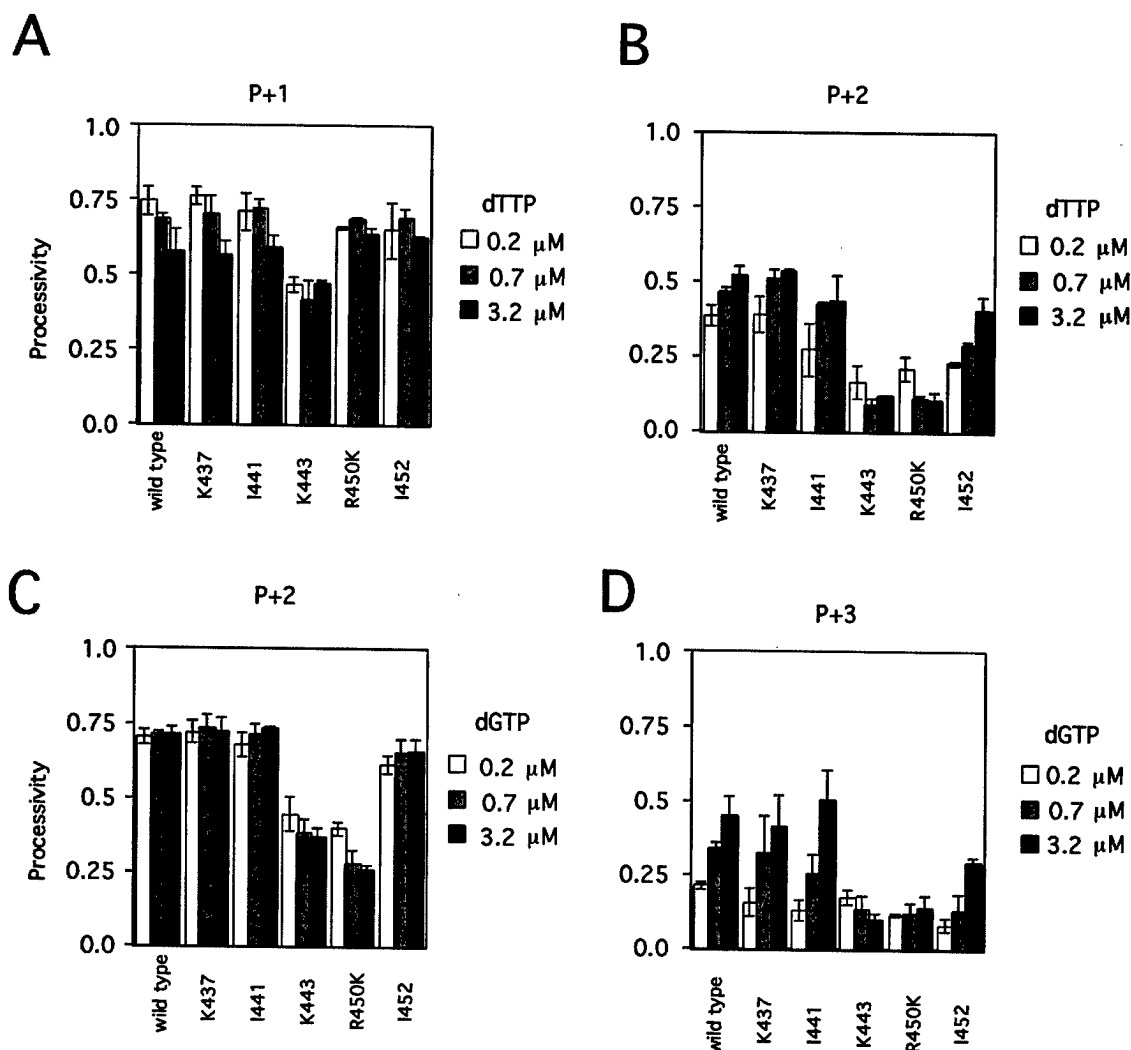 A
P+1
1.0
0.75
0.5
0.25
0.0
Processivity
dTTP
0.2 μM
0.7 μM
3.2 μM
wild type
K437
I441
K443
R450K
I452
B
P+2
1.0
0.75
0.5
0.25
0.0
dTTP
0.2 μM
0.7 μM
3.2 μM
wild type
K437
I441
K443
R450K
I452
C
P+2
1.0
0.75
0.5
0.25
0.0
Processivity
dGTP
0.2 μM
0.7 μM
3.2 μM
wild type
K437
I441
K443
R450K
I452
D
P+3
1.0
0.75
0.5
0.25
0.0
dGTP
0.2 μM
0.7 μM
3.2 μM
wild type
K437
I441
K443
R450K
I452